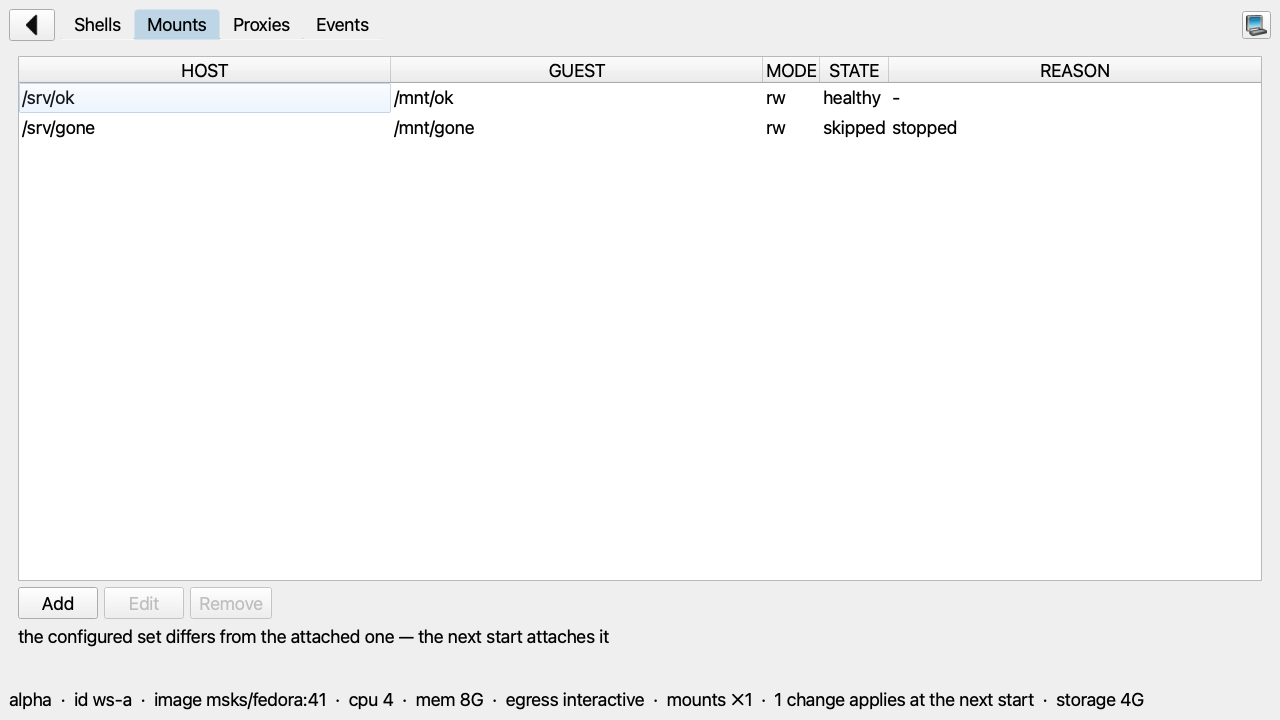 Shells Mounts Proxies Events
HOST GUEST MODE STATE REASON
/srv/ok /mnt/ok rw healthy -
/srv/gone /mnt/gone rw skipped stopped
Add Edit Remove
the configured set differs from the attached one — the next start attaches it
alpha · id ws-a · image msks/fedora:41 · cpu 4 · mem 8G · egress interactive · mounts ×1 · 1 change applies at the next start · storage 4G